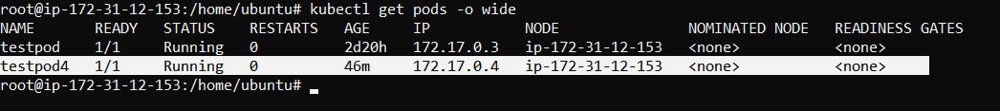 root@ip-172-31-12-153:/home/ubuntu# kubectl get pods -o wide
NAME READY STATUS RESTARTS AGE IP NODE NOMINATED NODE READINESS GATES
testpod 1/1 Running 0 2d20h 172.17.0.3 ip-172-31-12-153 <none> <none>
testpod4 1/1 Running 0 46m 172.17.0.4 ip-172-31-12-153 <none> <none>
root@ip-172-31-12-153:/home/ubuntu#